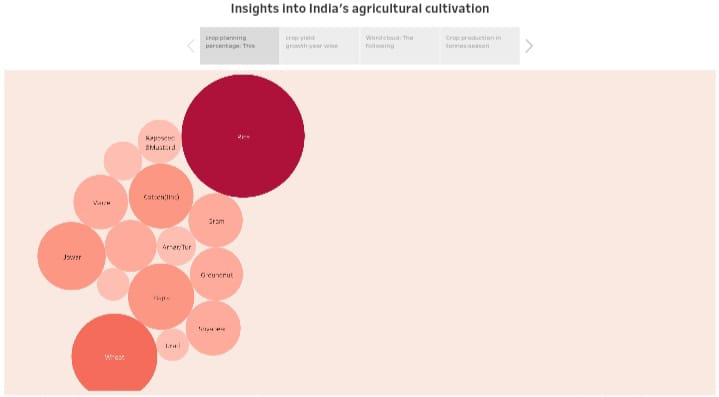 Insights into India's agricultural cultivation
crop planning
percentage: This
crop yield
growth year wise
Word cloud: The
following
Crop production in
tonnes season
Rice
Rapeseed
&Mustard
Cotton(lint)
Maize
Gram
Arhar/Tur
Jowar
Groundnut
Bajra
Soyabean
Urad
Wheat